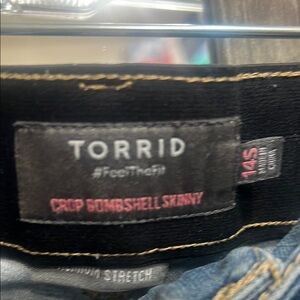 TORRID
#FeelTheFit
CROP BOMBSHELL SKINNY
14S
STRETCH